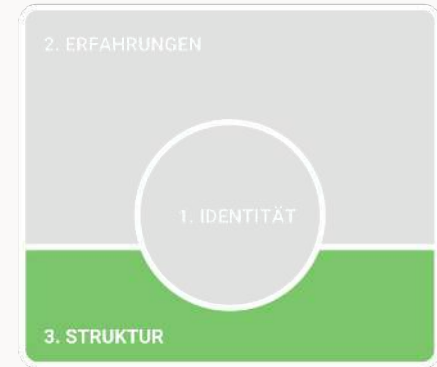 2. ERFAHRUNGEN
1. IDENTITÄT
3. STRUKTUR